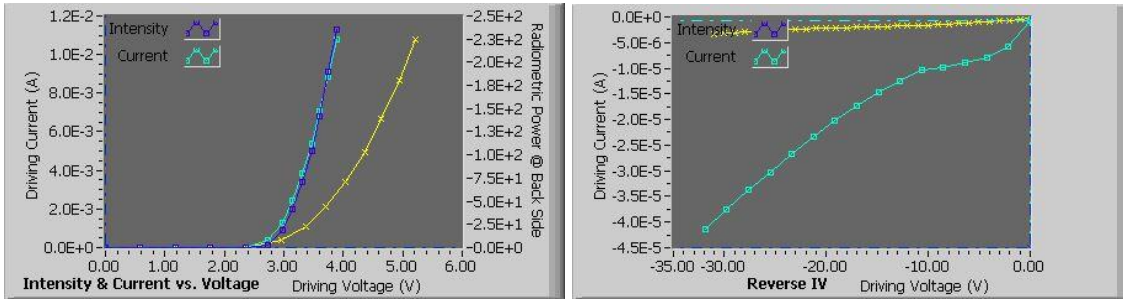 Intensity
Current
1.2E-2
1.0E-2
8.0E-3
6.0E-3
4.0E-3
2.0E-3
0.0E+0
Driving Current (A)
-2.5E+2
-2.3E+2
-2.0E+2
-1.8E+2
-1.5E+2
-1.2E+2
-1.0E+2
-7.5E+1
-5.0E+1
-2.5E+1
-0.0E+0
Radiometric Power @ Back Side
0.00 1.00 2.00 3.00 4.00 5.00 6.00
Intensity & Current vs. Voltage Driving Voltage (V)
Intensity
Current
0.0E+0
-5.0E-6
-1.0E-5
-1.5E-5
-2.0E-5
-2.5E-5
-3.0E-5
-3.5E-5
-4.0E-5
-4.5E-5
Driving Current (A)
-35.00 -30.00 -20.00 -10.00 0.00
Reverse IV Driving Voltage (V)